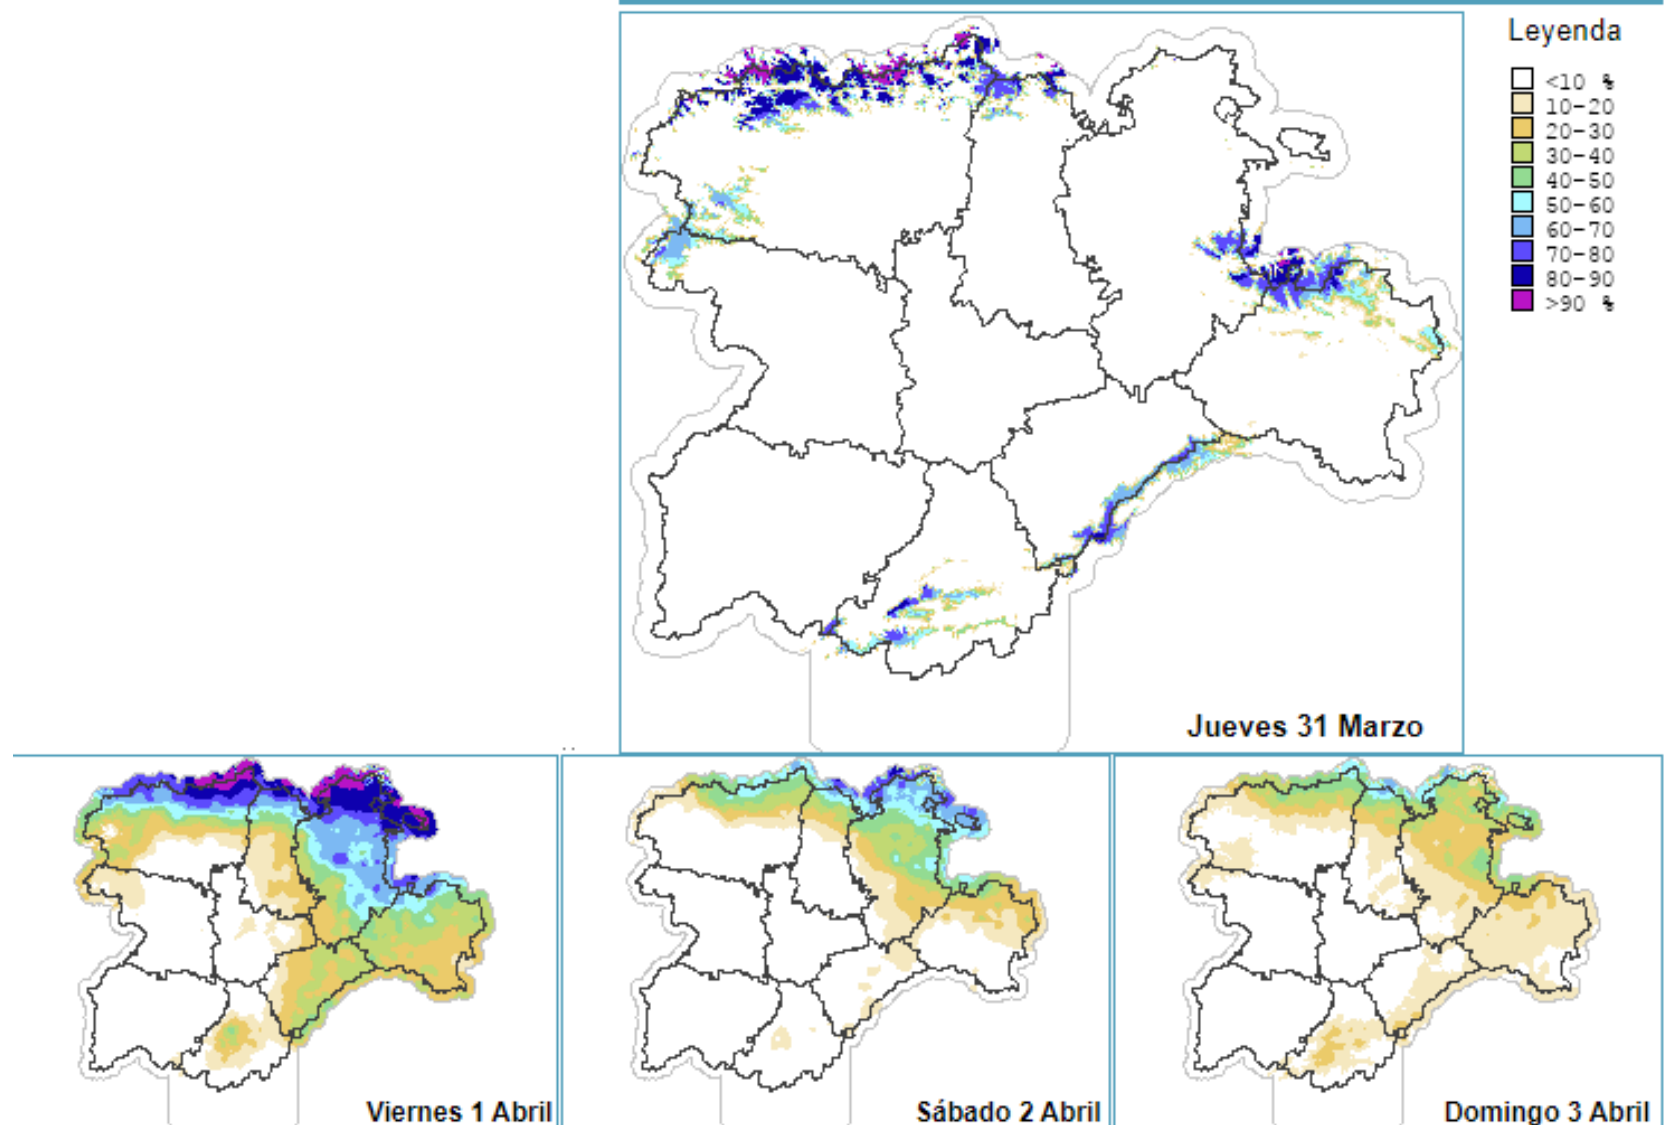 Leyenda
<10 %
10-20
20-30
30-40
40-50
50-60
60-70
70-80
80-90
>90 %
Jueves 31 Marzo
Viernes 1 Abril
Sábado 2 Abril
Domingo 3 Abril